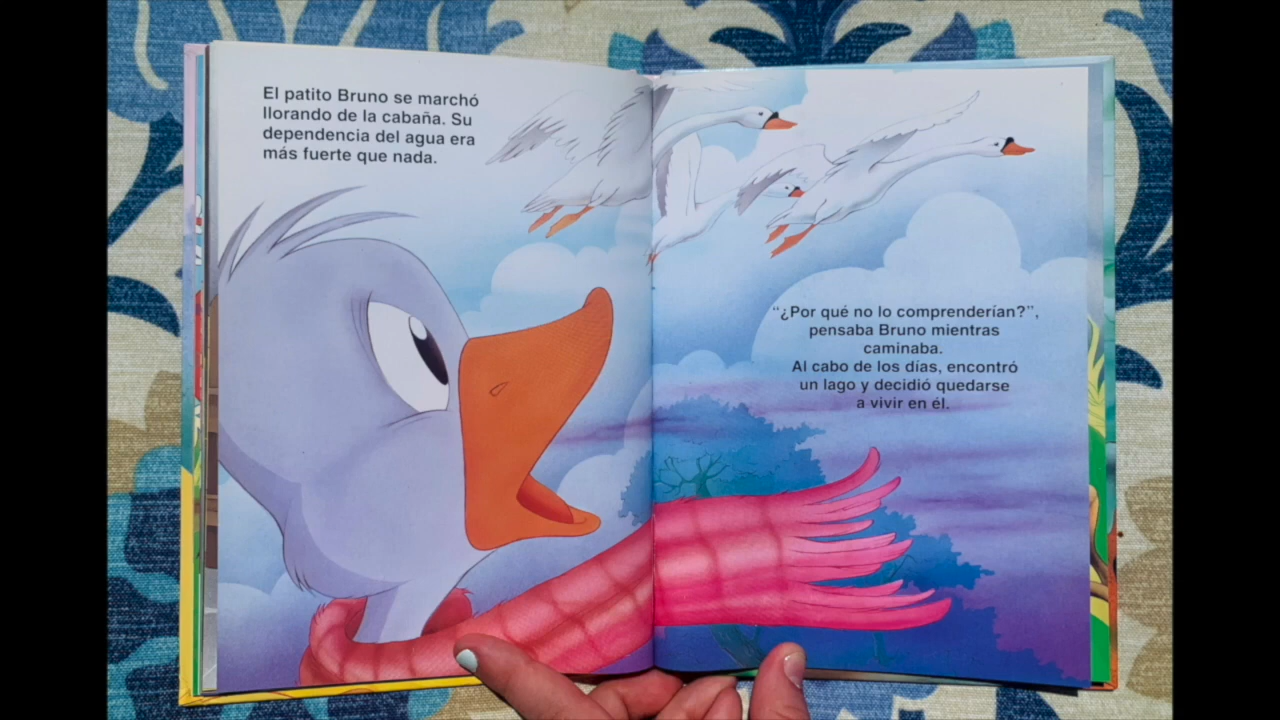 El patito Bruno se marchó
llorando de la cabaña. Su
dependencia del agua era
más fuerte que nada.
“¿Por qué no lo comprenderían?”,
pensaba Bruno mientras
caminaba.
Al cabo de los días, encontró
un lago y decidió quedarse
a vivir en él.